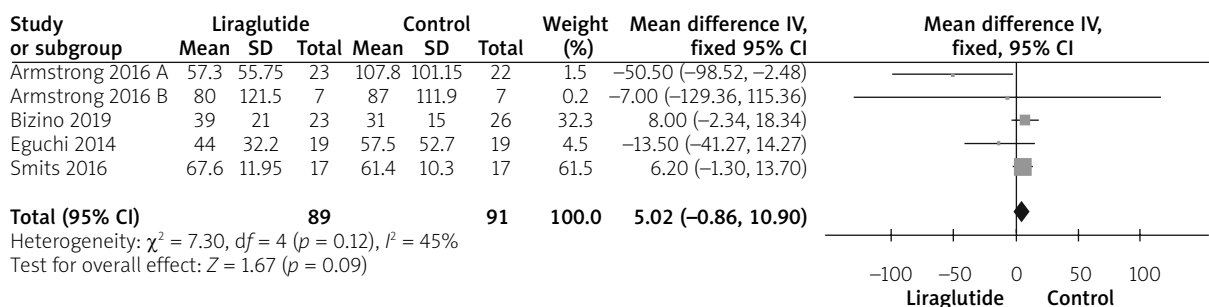 Study Liraglutide Control Weight Mean difference IV, Mean difference IV,
or subgroup Mean SD Total Mean SD Total (%) fixed 95% CI fixed, 95% CI
Armstrong 2016 A 57.3 55.75 23 107.8 101.15 22 1.5 –50.50 (–98.52, –2.48)
Armstrong 2016 B 80 121.5 7 87 111.9 7 0.2 –7.00 (–129.36, 115.36)
Bizino 2019 39 21 23 31 15 26 32.3 8.00 (–2.34, 18.34)
Eguchi 2014 44 32.2 19 57.5 52.7 19 4.5 –13.50 (–41.27, 14.27)
Smits 2016 67.6 11.95 17 61.4 10.3 17 61.5 6.20 (–1.30, 13.70)
Total (95% CI) 89 91 100.0 5.02 (–0.86, 10.90)
Heterogeneity: χ² = 7.30, df = 4 (p = 0.12), I² = 45%
Test for overall effect: Z = 1.67 (p = 0.09)
–100 –50 0 50 100
Liraglutide Control